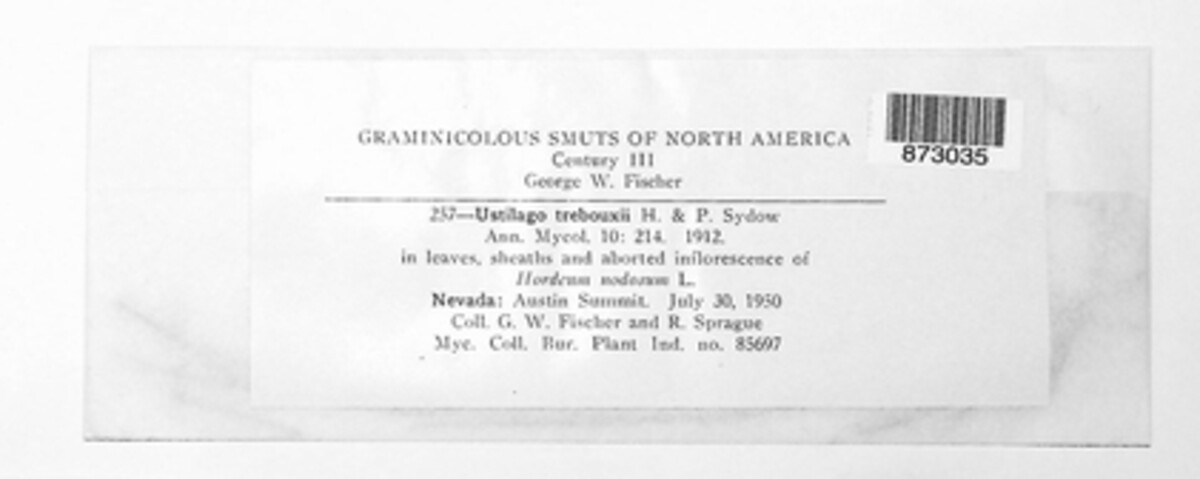 GRAMINICOLOUS SMUTS OF NORTH AMERICA
Century III
George W. Fischer
873035
257—Ustilago trebouxii H. & P. Sydow
Ann. Mycol. 10: 214. 1912.
in leaves, sheaths and aborted inflorescence of
Hordeum nodosum L.
Nevada: Austin Summit. July 30, 1950
Coll. G. W. Fischer and R. Sprague
Myc. Coll. Bur. Plant Ind. no. 85697